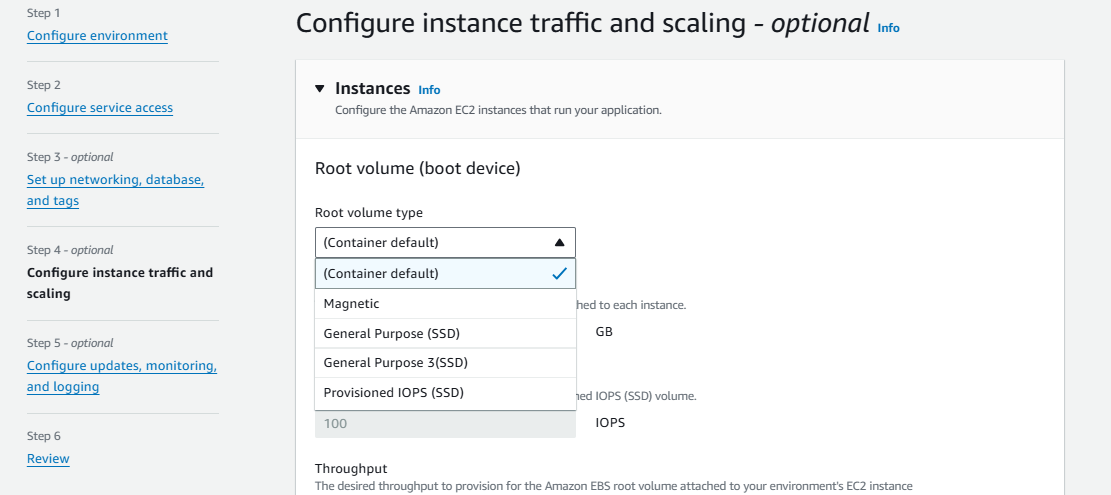 Step 1
Configure environment
Step 2
Configure service access
Step 3 - optional
Set up networking, database,
and tags
Step 4 - optional
Configure instance traffic and
scaling
Step 5 - optional
Configure updates, monitoring,
and logging
Step 6
Review
Configure instance traffic and scaling - optional Info
Instances Info
Configure the Amazon EC2 instances that run your application.
Root volume (boot device)
Root volume type
(Container default)
(Container default)
Magnetic
hed to each instance.
General Purpose (SSD)
GB
General Purpose 3(SSD)
Provisioned IOPS (SSD)
ned IOPS (SSD) volume.
100 IOPS
Throughput
The desired throughput to provision for the Amazon EBS root volume attached to your environment's EC2 instance